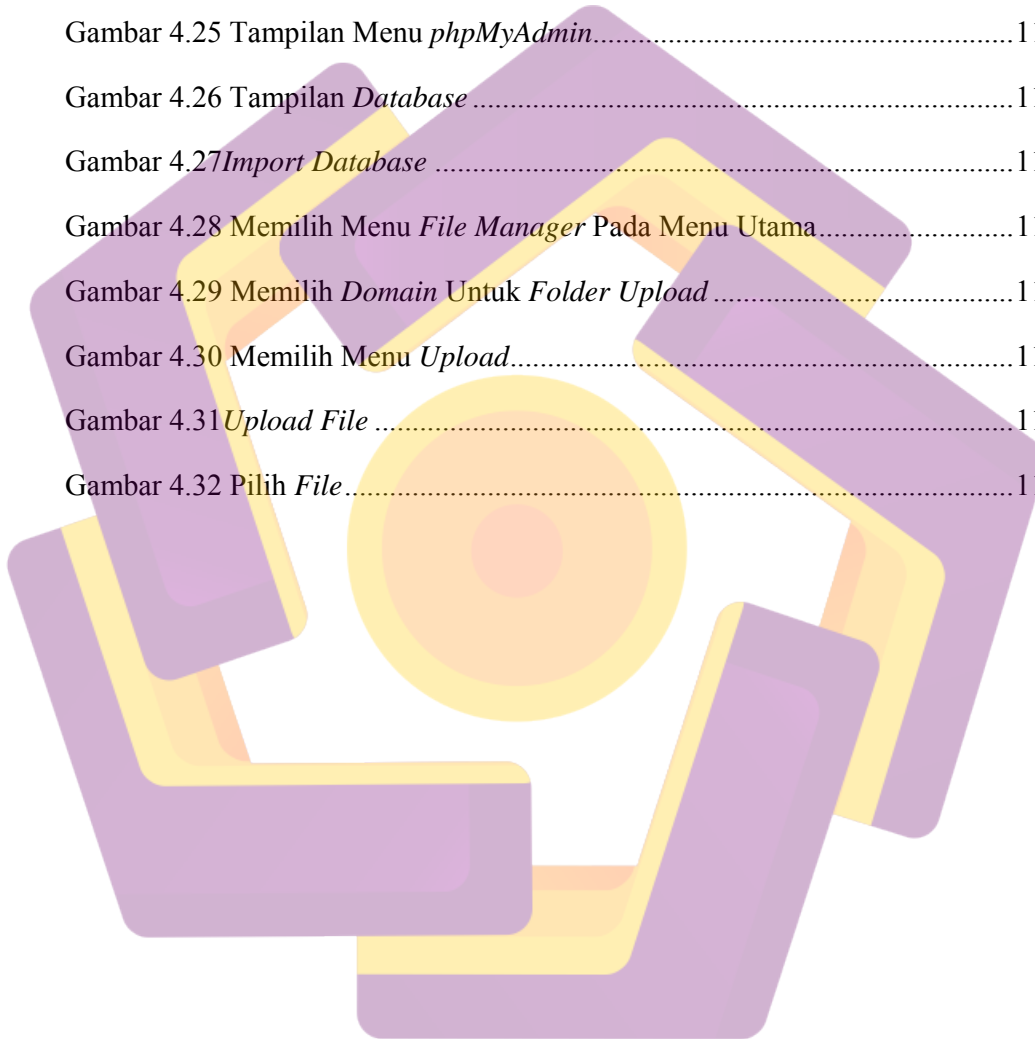 Gambar 4.25 Tampilan Menu phpMyAdmin
Gambar 4.26 Tampilan Database
Gambar 4.27Import Database
Gambar 4.28 Memilih Menu File Manager Pada Menu Utama
Gambar 4.29 Memilih Domain Untuk Folder Upload
Gambar 4.30 Memilih Menu Upload
Gambar 4.31Upload File
Gambar 4.32 Pilih File